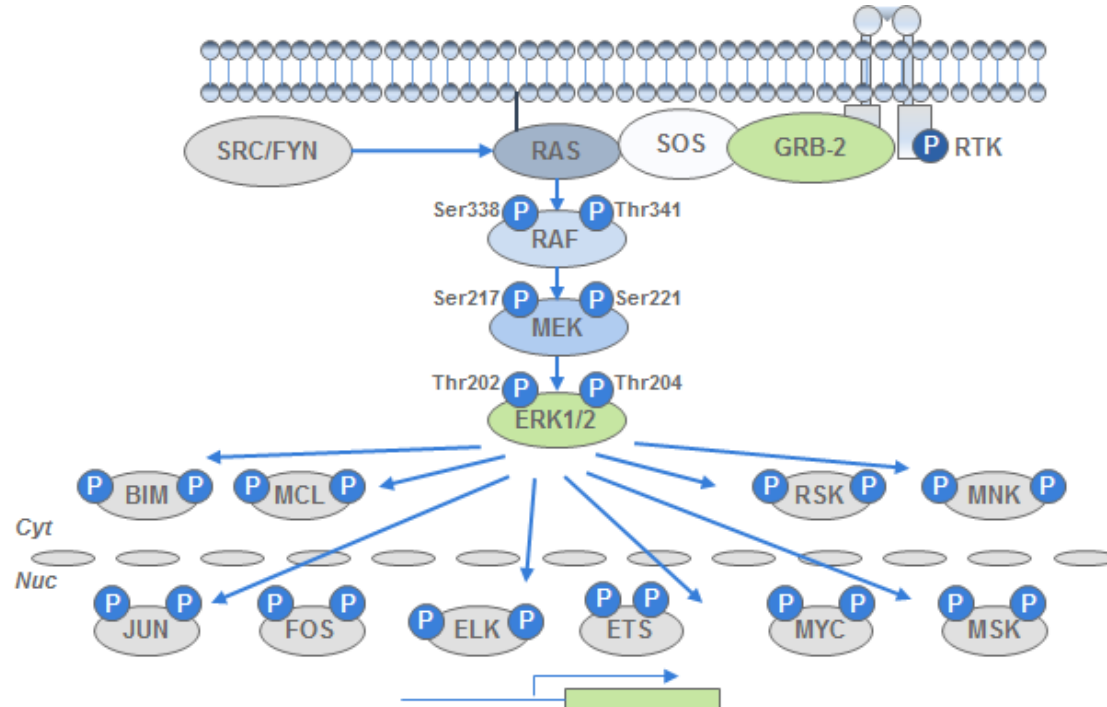 SRC/FYN RAS SOS GRB-2 P RTK
Ser338 P P Thr341
RAF
Ser217 P P Ser221
MEK
Thr202 P P Thr204
ERK1/2
P BIM P P MCL P P RSK P P MNK P
Cyt
Nuc
P P P P P P P P P P P P
JUN FOS ELK ETS MYC MSK